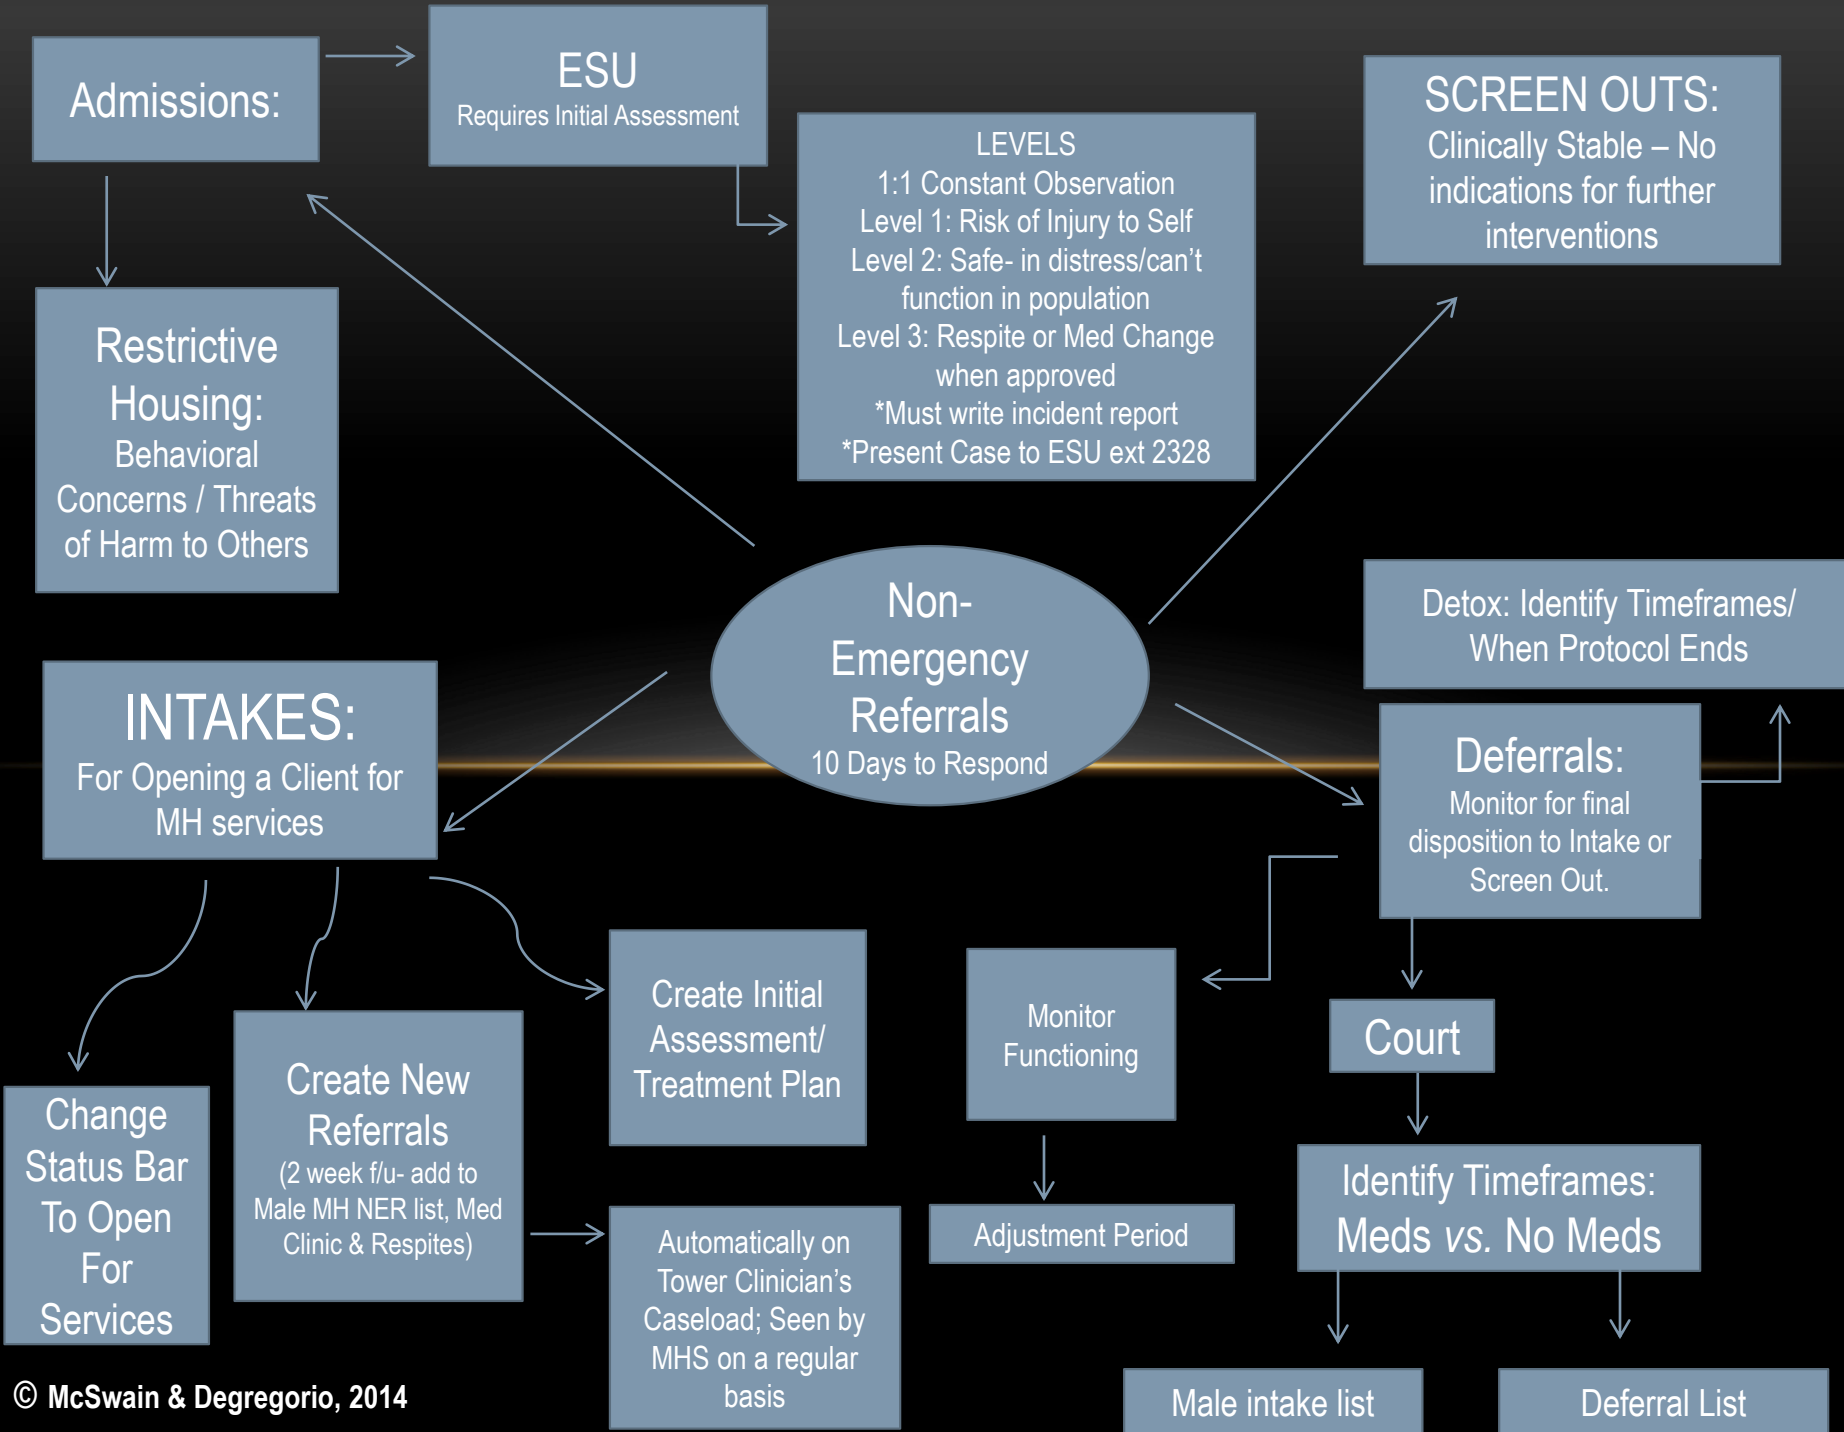 Admissions:
ESU
Requires Initial Assessment
LEVELS
1:1 Constant Observation
Level 1: Risk of Injury to Self
Level 2: Safe- in distress/can't
function in population
Level 3: Respite or Med Change
when approved
*Must write incident report
*Present Case to ESU ext 2328
SCREEN OUTS:
Clinically Stable – No
indications for further
interventions
Restrictive
Housing:
Behavioral
Concerns / Threats
of Harm to Others
Non-
Emergency
Referrals
10 Days to Respond
Detox: Identify Timeframes/
When Protocol Ends
INTAKES:
For Opening a Client for
MH services
Deferrals:
Monitor for final
disposition to Intake or
Screen Out.
Change
Status Bar
To Open
For
Services
Create New
Referrals
(2 week f/u- add to
Male MH NER list, Med
Clinic & Respites)
Create Initial
Assessment/
Treatment Plan
Automatically on
Tower Clinician's
Caseload; Seen by
MHS on a regular
basis
Monitor
Functioning
Adjustment Period
Court
Identify Timeframes:
Meds vs. No Meds
Male intake list
Deferral List
© McSwain & Degregorio, 2014